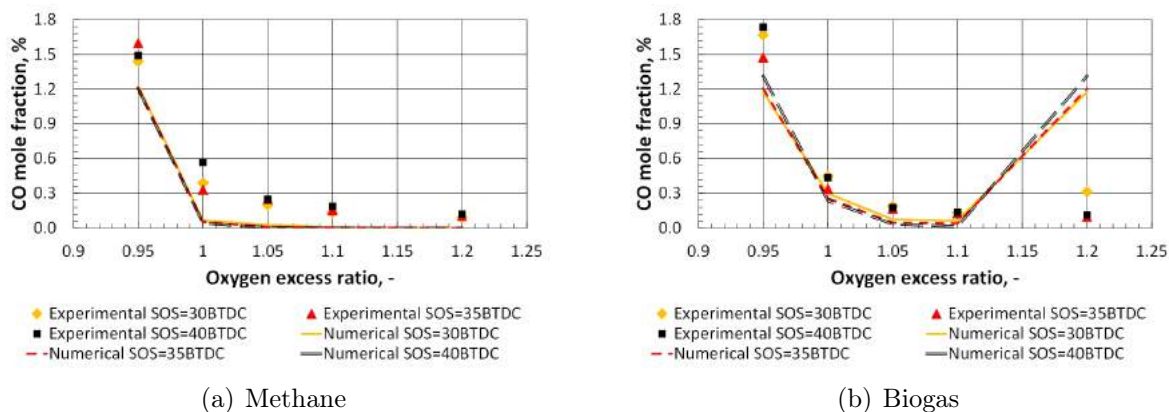 CO mole fraction, %
1.8
1.5
1.2
0.9
0.6
0.3
0.0
0.9 0.95 1 1.05 1.1 1.15 1.2 1.25
Oxygen excess ratio, -
Experimental SOS=30BTDC Experimental SOS=35BTDC
Experimental SOS=40BTDC Numerical SOS=30BTDC
Numerical SOS=35BTDC Numerical SOS=40BTDC
(a) Methane
CO mole fraction, %
1.8
1.5
1.2
0.9
0.6
0.3
0.0
0.9 0.95 1 1.05 1.1 1.15 1.2 1.25
Oxygen excess ratio, -
Experimental SOS=30BTDC Experimental SOS=35BTDC
Experimental SOS=40BTDC Numerical SOS=30BTDC
Numerical SOS=35BTDC Numerical SOS=40BTDC
(b) Biogas